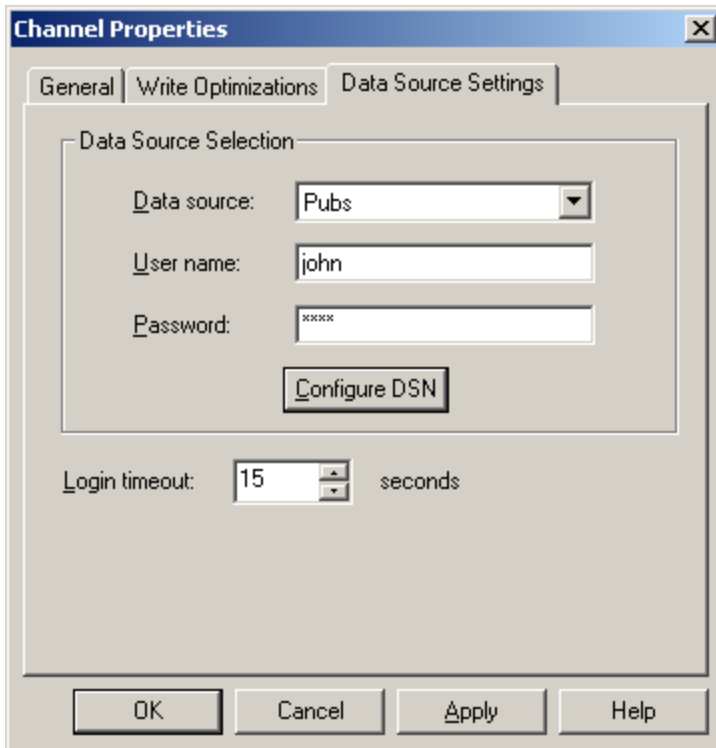 Channel Properties
General Write Optimizations Data Source Settings
Data Source Selection
Data source: Pubs
User name: john
Password: ****
Configure DSN
Login timeout: 15 seconds
OK Cancel Apply Help